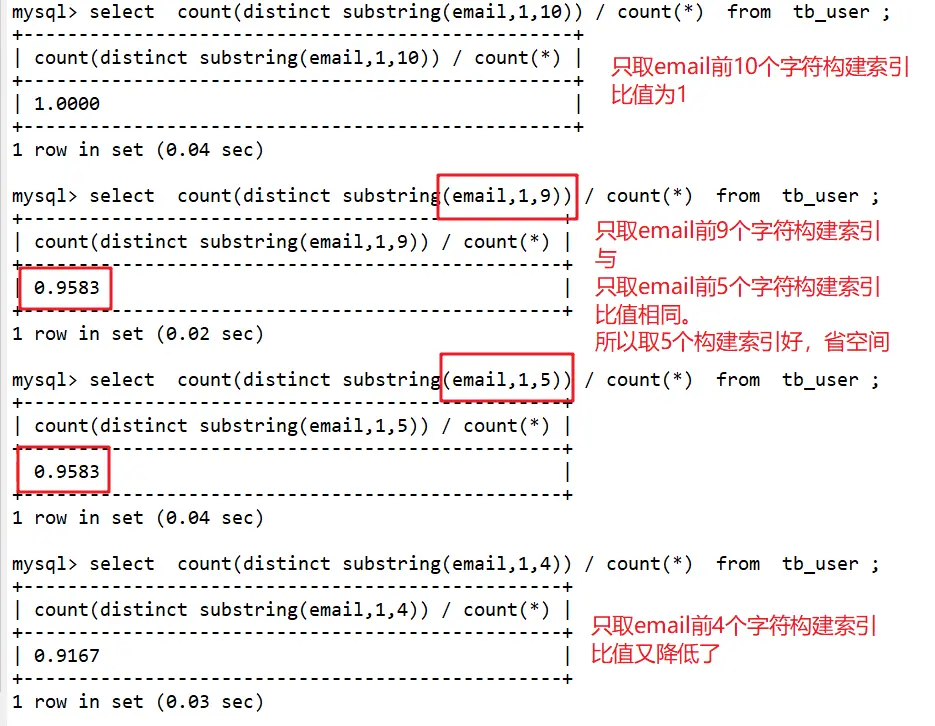 mysql> select  count(distinct substring(email,1,10)) / count(*)  from  tb_user ;
+--------------------------------------------------+
| count(distinct substring(email,1,10)) / count(*) |
+--------------------------------------------------+
| 1.0000                                           |
+--------------------------------------------------+
1 row in set (0.04 sec)
只取email前10个字符构建索引
比值为1
mysql> select  count(distinct substring(email,1,9)) / count(*)  from  tb_user ;
+-------------------------------------------------+
| count(distinct substring(email,1,9)) / count(*) |
+-------------------------------------------------+
| 0.9583                                          |
+-------------------------------------------------+
1 row in set (0.02 sec)
只取email前9个字符构建索引
与
只取email前5个字符构建索引
比值相同。
所以取5个构建索引好，省空间
mysql> select  count(distinct substring(email,1,5)) / count(*)  from  tb_user ;
+-------------------------------------------------+
| count(distinct substring(email,1,5)) / count(*) |
+-------------------------------------------------+
| 0.9583                                          |
+-------------------------------------------------+
1 row in set (0.04 sec)
mysql> select  count(distinct substring(email,1,4)) / count(*)  from  tb_user ;
+-------------------------------------------------+
| count(distinct substring(email,1,4)) / count(*) |
+-------------------------------------------------+
| 0.9167                                          |
+-------------------------------------------------+
1 row in set (0.03 sec)
只取email前4个字符构建索引
比值又降低了